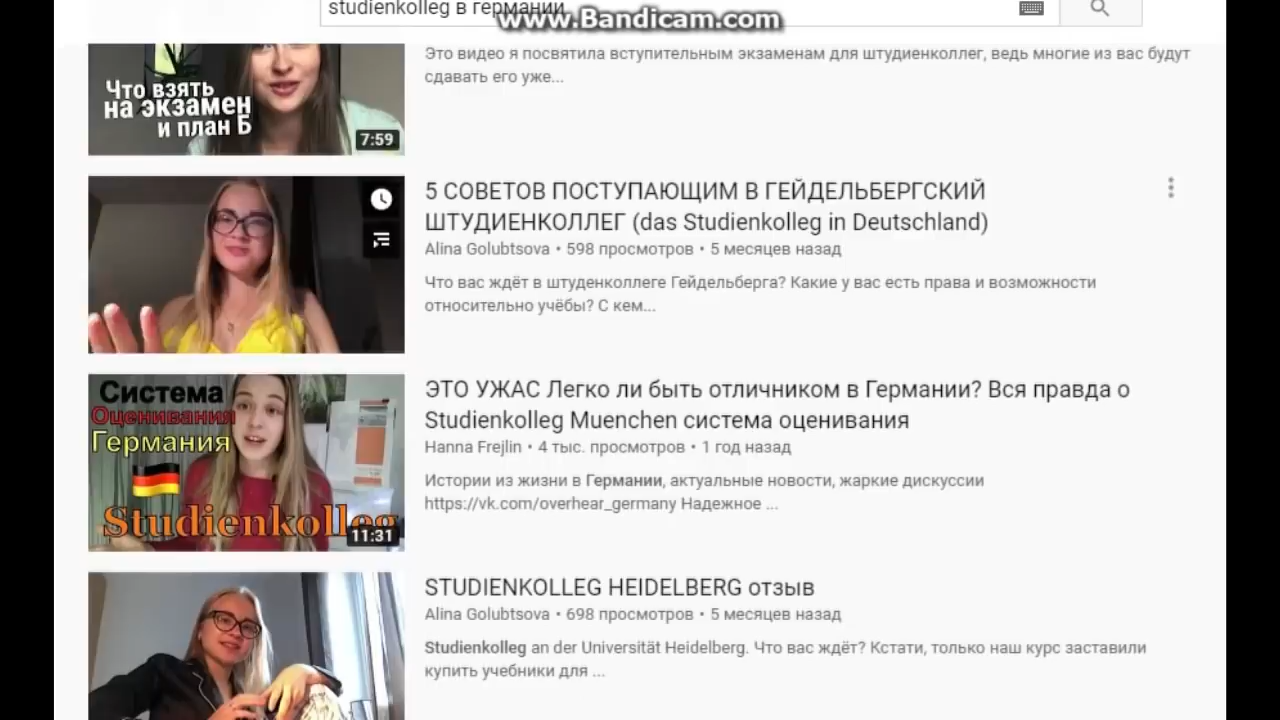 studienkolleg в германии
www.Bandicam.com
Это видео я посвятила вступительным экзаменам для штудиенколлег, ведь многие из вас будут
сдавать его уже...
Что взять
на экзамен
и план Б
7:59
5 СОВЕТОВ ПОСТУПАЮЩИМ В ГЕЙДЕЛЬБЕРГСКИЙ
ШТУДИЕНКОЛЛЕГ (das Studienkolleg in Deutschland)
Alina Golubtsova • 598 просмотров • 5 месяцев назад
Что вас ждёт в штуденколлеге Гейдельберга? Какие у вас есть права и возможности
относительно учёбы? С кем...
Система
Оценивания
Германия
Studienkolleg
11:31
ЭТО УЖАС Легко ли быть отличником в Германии? Вся правда о
Studienkolleg Muenchen система оценивания
Hanna Frejlin • 4 тыс. просмотров • 1 год назад
Истории из жизни в Германии, актуальные новости, жаркие дискуссии
https://vk.com/overhear_germany Надежное ...
STUDIENKOLLEG HEIDELBERG отзыв
Alina Golubtsova • 698 просмотров • 5 месяцев назад
Studienkolleg an der Universität Heidelberg. Что вас ждёт? Кстати, только наш курс заставили
купить учебники для ...